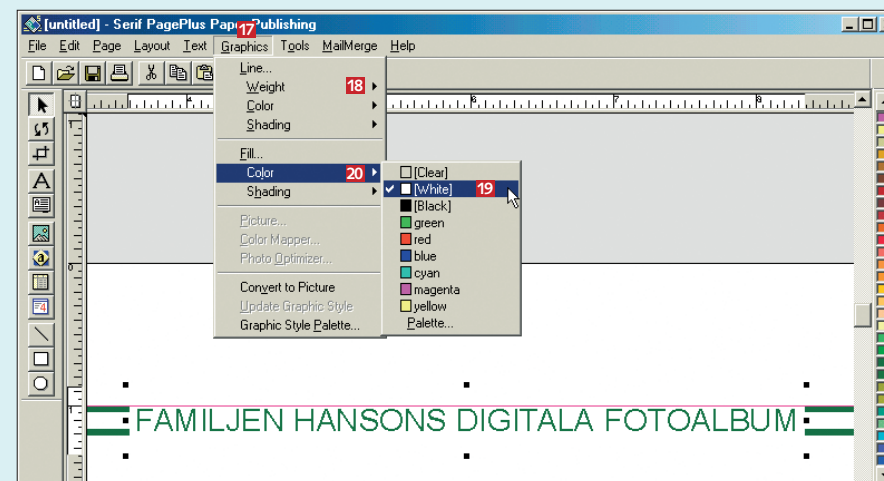 [untitled] - Serif PagePlus Paper Publishing
17
File Edit Page Layout Text Graphics Tools MailMerge Help
Line...
Weight 18
Color
Shading
Fill...
Color 20
Shading
Picture...
Color Mapper...
Photo Optimizer...
Convert to Picture
Update Graphic Style
Graphic Style Palette...
[Clear]
[White] 19
[Black]
green
red
blue
cyan
magenta
yellow
Palette...
FAMILJEN HANSONS DIGITALA FOTOALBUM